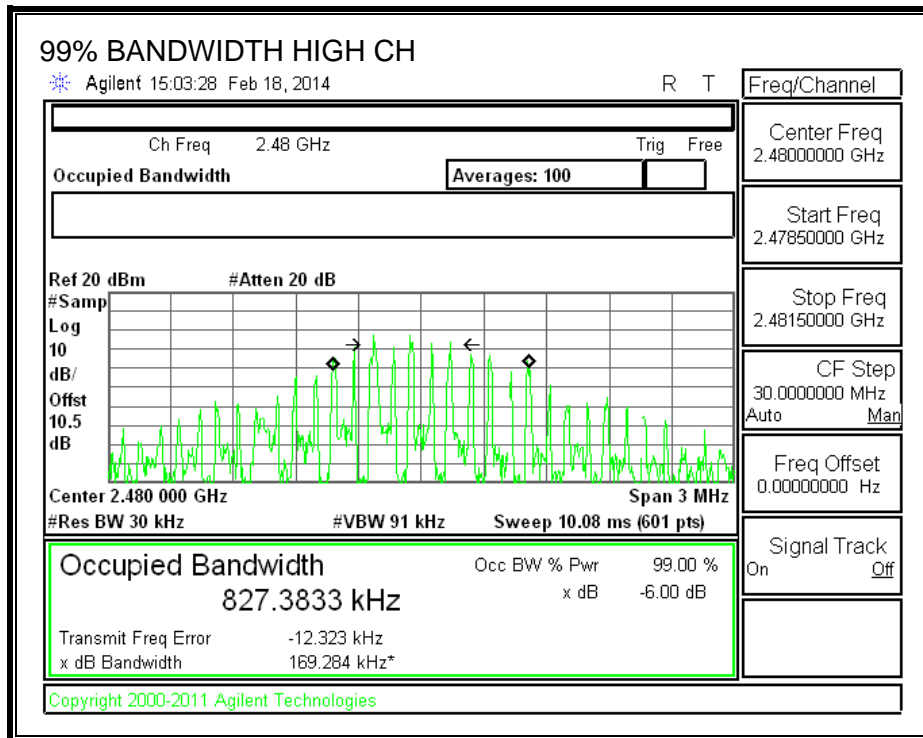 99% BANDWIDTH HIGH CH
Agilent 15:03:28 Feb 18, 2014 R T
Freq/Channel
Ch Freq 2.48 GHz Trig Free
Occupied Bandwidth Averages: 100
Center Freq
2.48000000 GHz
Start Freq
2.47850000 GHz
Stop Freq
2.48150000 GHz
CF Step
30.0000000 MHz
Auto Man
Freq Offset
0.00000000 Hz
Signal Track
On Off
Ref 20 dBm #Atten 20 dB
#Samp
Log
10
dB/
Offst
10.5
dB
Center 2.480 000 GHz Span 3 MHz
#Res BW 30 kHz #VBW 91 kHz Sweep 10.08 ms (601 pts)
Occupied Bandwidth Occ BW % Pwr 99.00 %
827.3833 kHz x dB -6.00 dB
Transmit Freq Error -12.323 kHz
x dB Bandwidth 169.284 kHz*
Copyright 2000-2011 Agilent Technologies